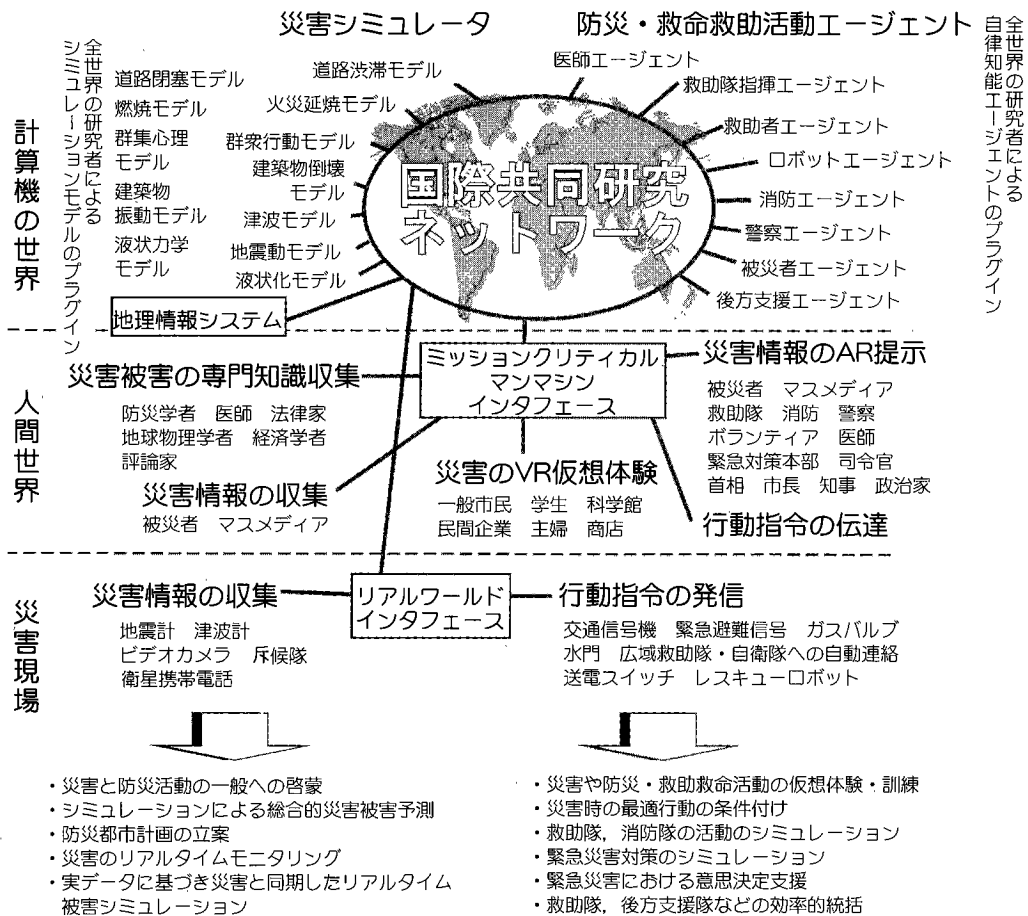 災害シミュレータ
防災・救命救助活動エージェント
全世界の研究者による
シミュレーションモデルのプラグイン
全世界の研究者による
自律知能エージェントのプラグイン
計算機の世界
道路閉塞モデル
燃焼モデル
群集心理
モデル
建築物
振動モデル
液状力学
モデル
道路渋滞モデル
火災延焼モデル
群衆行動モデル
建築物倒壊
モデル
津波モデル
地震動モデル
液状化モデル
地理情報システム
国際共同研究
ネットワーク
医師エージェント
救助隊指揮エージェント
救助者エージェント
ロボットエージェント
消防エージェント
警察エージェント
被災者エージェント
後方支援エージェント
人間世界
ミッションクリティカル
マンマシン
インタフェース
災害被害の専門知識収集
防災学者 医師 法律家
地球物理学者 経済学者
評論家
災害情報の収集
被災者 マスメディア
災害のVR仮想体験
一般市民 学生 科学館
民間企業 主婦 商店
災害情報のAR提示
被災者 マスメディア
救助隊 消防 警察
ボランティア 医師
緊急対策本部 司令官
首相 市長 知事 政治家
行動指令の伝達
災害現場
災害情報の収集
地震計 津波計
ビデオカメラ 斥候隊
衛星携帯電話
リアルワールド
インタフェース
行動指令の発信
交通信号機 緊急避難信号 ガスバルブ
水門 広域救助隊・自衛隊への自動連絡
送電スイッチ レスキューロボット
・災害と防災活動の一般への啓蒙
・シミュレーションによる総合的災害被害予測
・防災都市計画の立案
・災害のリアルタイムモニタリング
・実データに基づき災害と同期したリアルタイム
被害シミュレーション
・災害や防災・救助救命活動の仮想体験・訓練
・災害時の最適行動の条件付け
・救助隊，消防隊の活動のシミュレーション
・緊急災害対策のシミュレーション
・緊急災害における意思決定支援
・救助隊，後方支援隊などの効率的統括